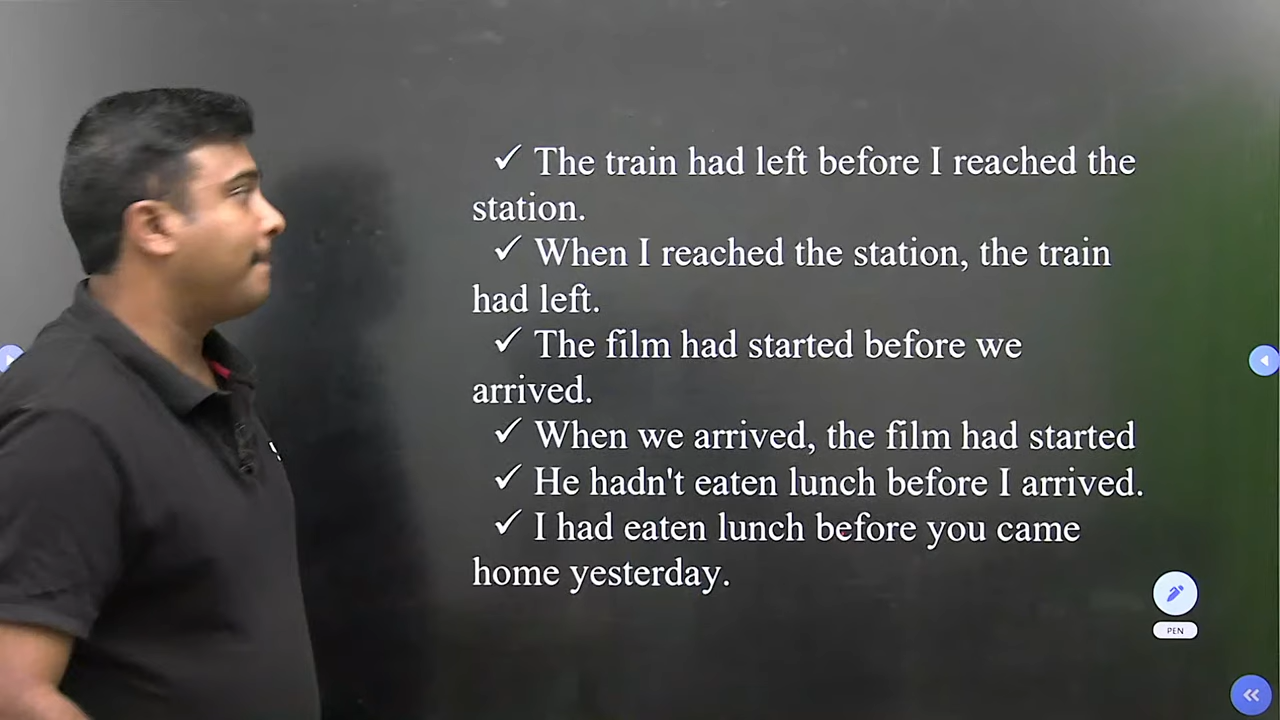 ✓ The train had left before I reached the
station.
✓ When I reached the station, the train
had left.
✓ The film had started before we
arrived.
✓ When we arrived, the film had started
✓ He hadn't eaten lunch before I arrived.
✓ I had eaten lunch before you came
home yesterday.
PEN